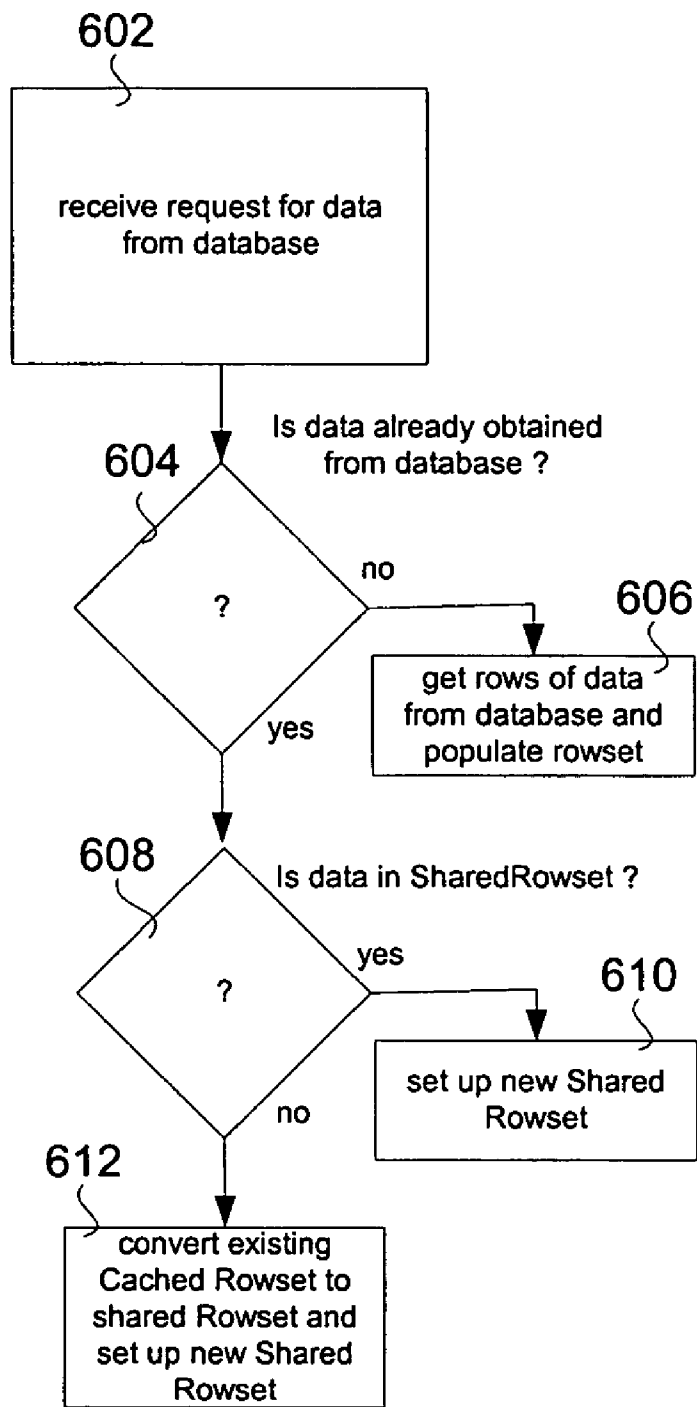 602
receive request for data
from database
Is data already obtained
from database ?
604
?
no
606
get rows of data
from database and
populate rowset
yes
608
Is data in SharedRowset ?
?
yes
610
set up new Shared
Rowset
no
612
convert existing
Cached Rowset to
shared Rowset and
set up new Shared
Rowset